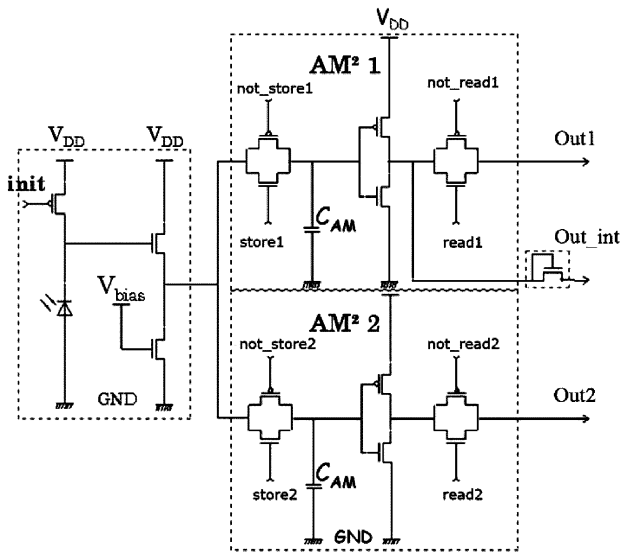 V_DD
AM² 1
not_store1
not_read1
V_DD
V_DD
Out1
init
C_AM
store1
read1
Out_int
V_bias
AM² 2
not_store2
not_read2
GND
Out2
C_AM
store2
read2
GND